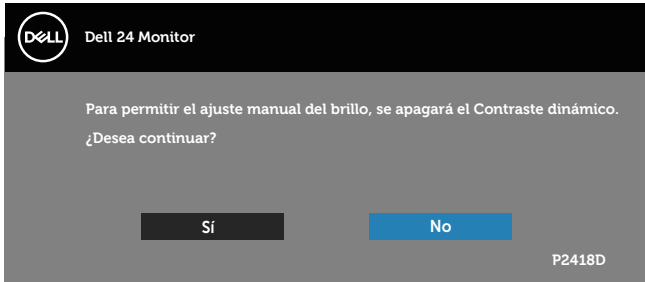 DELL
Dell 24 Monitor
Para permitir el ajuste manual del brillo, se apagará el Contraste dinámico.
¿Desea continuar?
Sí No
P2418D